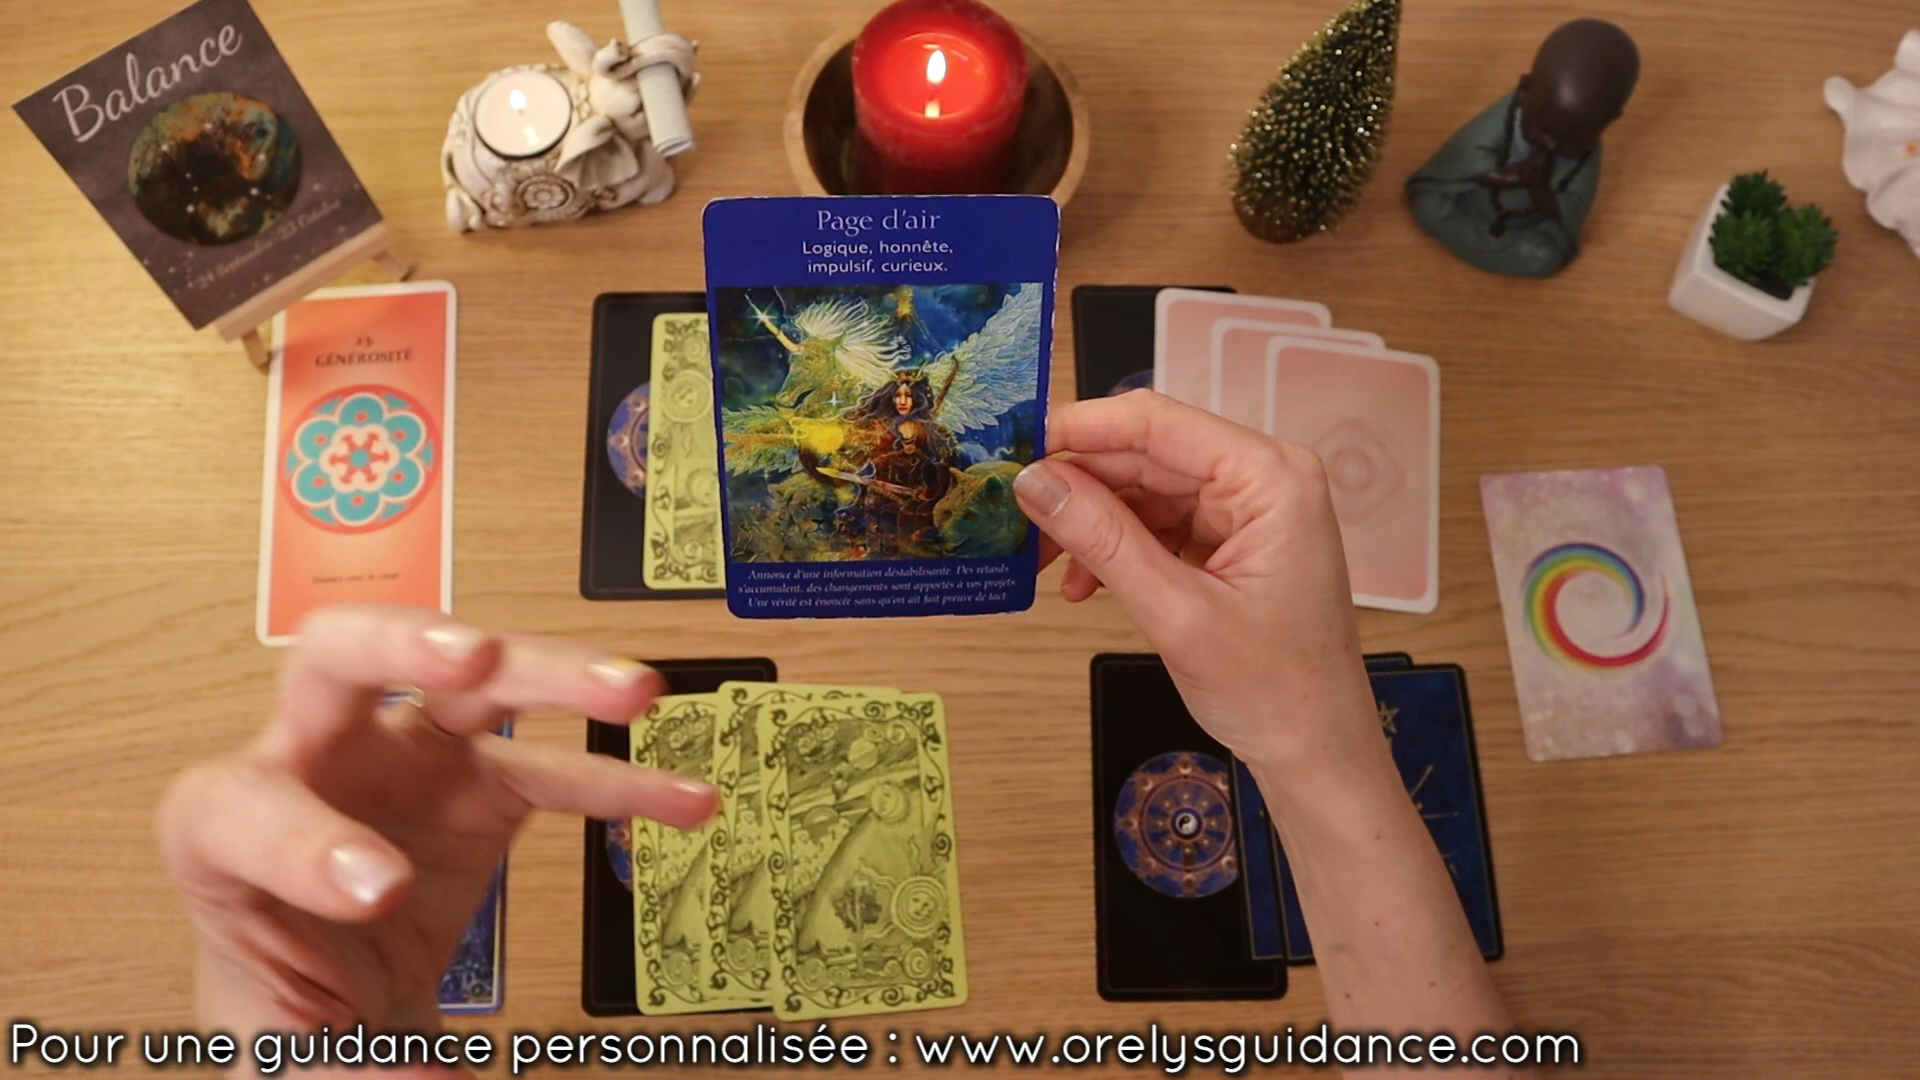 Balance
24 Septembre - 23 Octobre
Page d'air
Logique, honnête,
impulsif, curieux.
23
GÉNÉROSITÉ
Annonce d'une information déstabilisante. Des retards
s'accumulent, des changements sont apportés à vos projets.
Une vérité est énoncée sans qu'on ait fait preuve de tact.
Pour une guidance personnalisée : www.orelysguidance.com